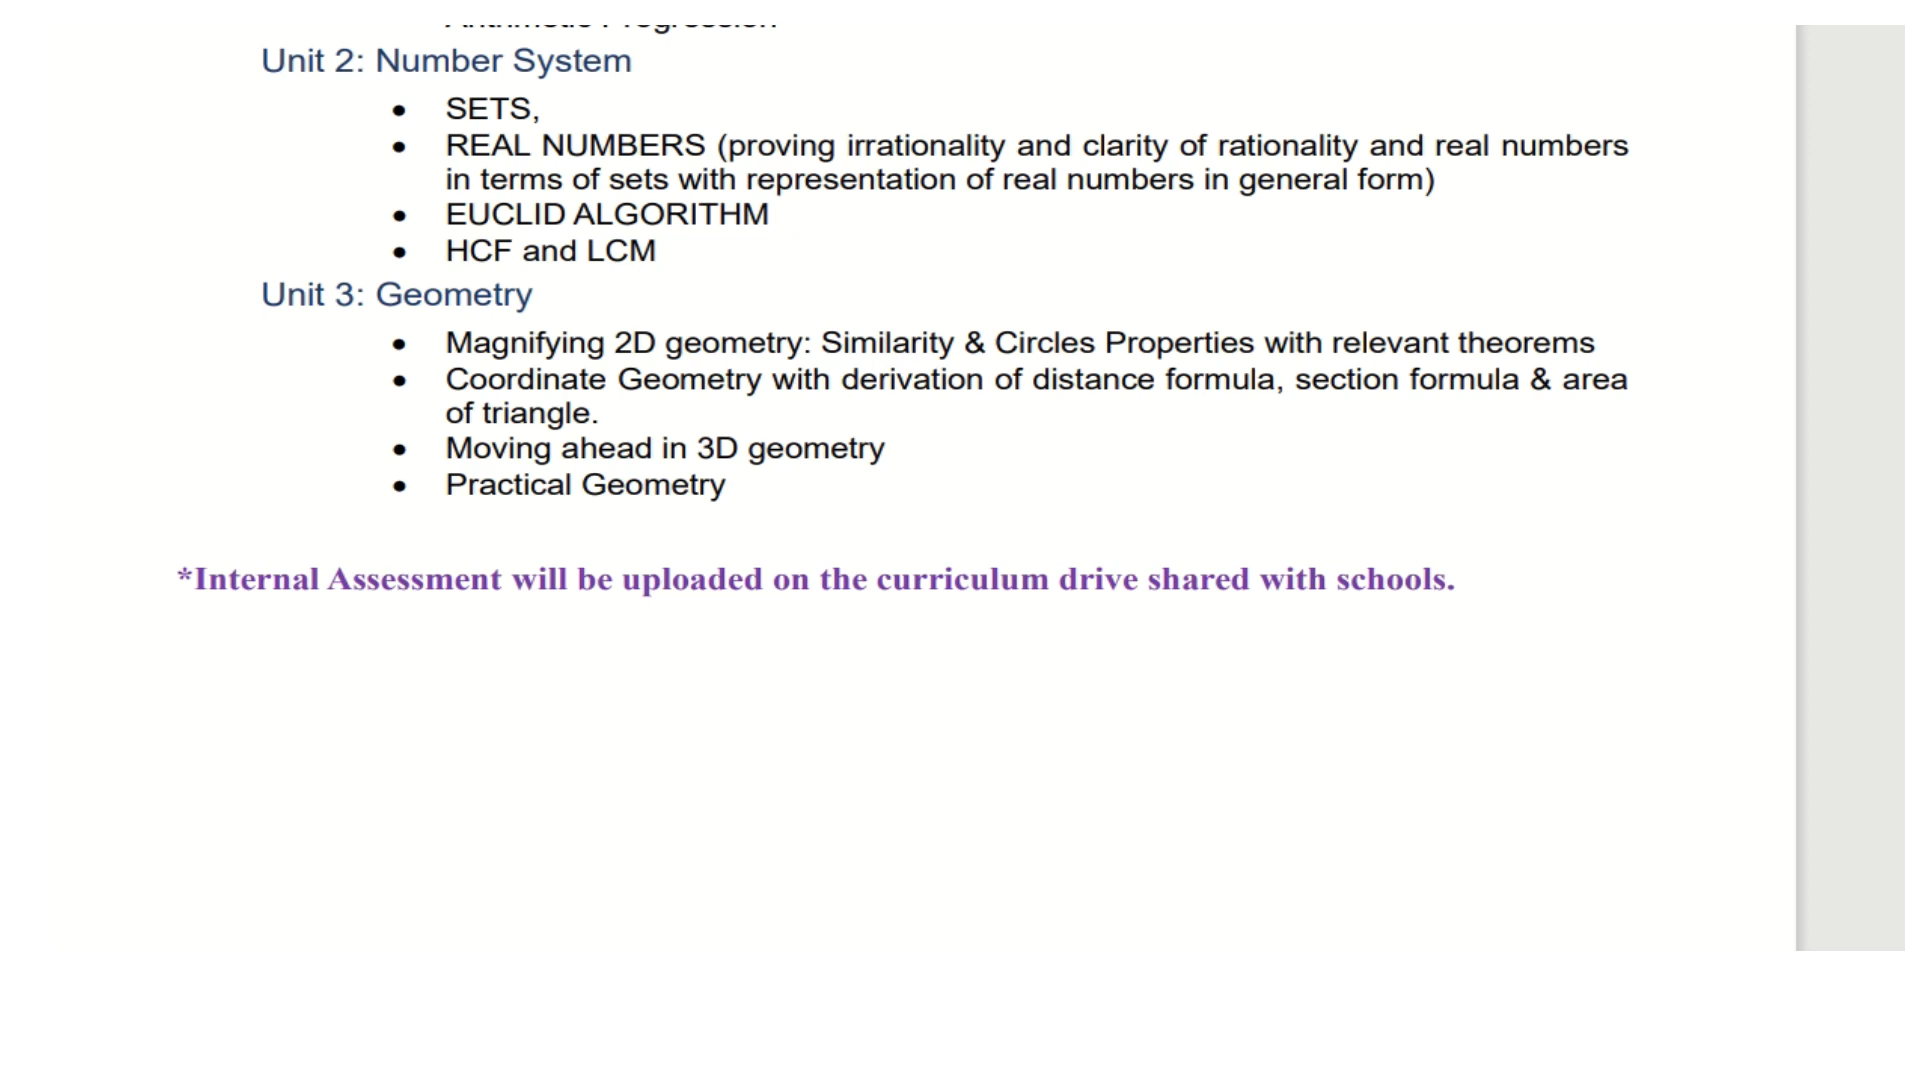 Arithmetic Progression
Unit 2: Number System
• SETS,
• REAL NUMBERS (proving irrationality and clarity of rationality and real numbers
in terms of sets with representation of real numbers in general form)
• EUCLID ALGORITHM
• HCF and LCM
Unit 3: Geometry
• Magnifying 2D geometry: Similarity & Circles Properties with relevant theorems
• Coordinate Geometry with derivation of distance formula, section formula & area
of triangle.
• Moving ahead in 3D geometry
• Practical Geometry
*Internal Assessment will be uploaded on the curriculum drive shared with schools.